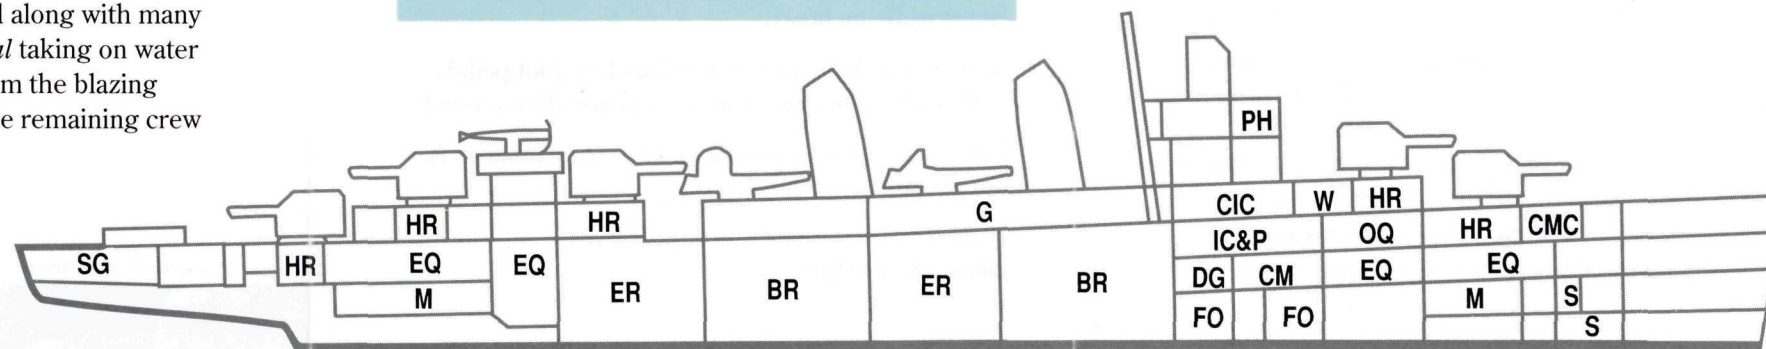 along with many
taking on water
the blazing
remaining crew
PH
G
CIC
W
HR
HR
HR
IC&P
OQ
HR
CMC
SG
HR
EQ
EQ
ER
BR
ER
BR
DG
CM
EQ
EQ
M
FO
FO
M
S
S